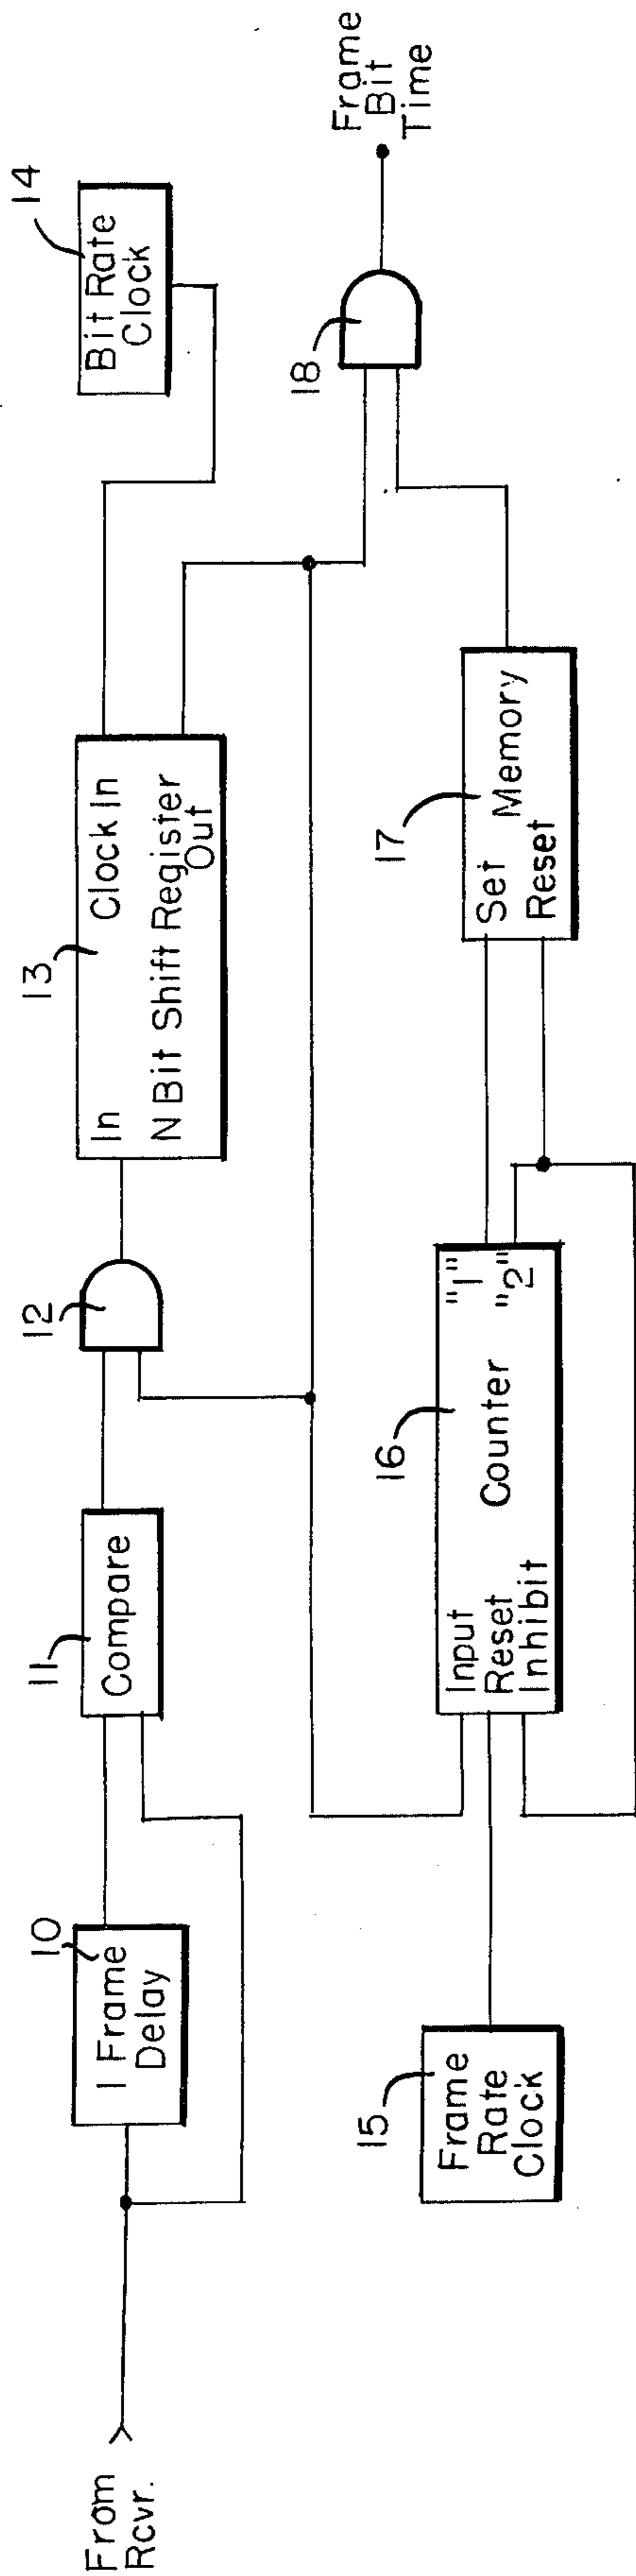 From
Rcvr.
10
1 Frame
Delay
11
Compare
12
13
In Clock In
N Bit Shift Register
Out
14
Bit Rate
Clock
15
Frame
Rate
Clock
16
Input "1"
Reset Counter "2"
Inhibit
17
Set
Memory
Reset
18
Frame
Bit
Time